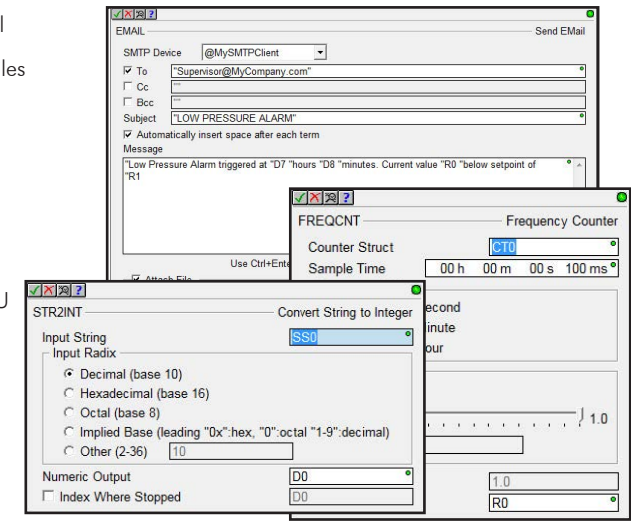 l
les
U
?
EMAIL
Send EMail
SMTP Device
@MySMTPClient
To
"Supervisor@MyCompany.com"
Cc
""
Bcc
""
Subject
"LOW PRESSURE ALARM"
Automatically insert space after each term
Message
"Low Pressure Alarm triggered at "D7 "hours "D8 "minutes. Current value "R0 "below setpoint of
"R1
Use Ctrl+Ente
Attach File
?
FREQCNT
Frequency Counter
Counter Struct
CT0
Sample Time
00 h 00 m 00 s 100 ms
econd
inute
our
1.0
1.0
R0
?
STR2INT
Convert String to Integer
Input String
SS0
Input Radix
Decimal (base 10)
Hexadecimal (base 16)
Octal (base 8)
Implied Base (leading "0x":hex, "0":octal "1-9":decimal)
Other (2-36)
10
Numeric Output
D0
Index Where Stopped
D0